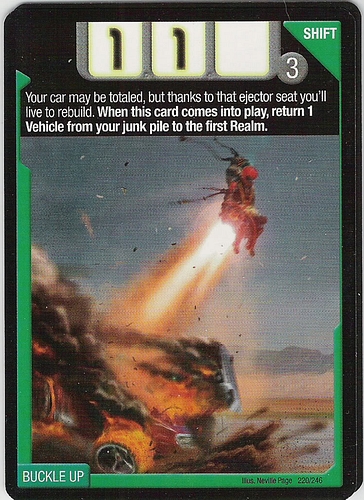 1 1
SHIFT
3
Your car may be totaled, but thanks to that ejector seat you'll
live to rebuild. When this card comes into play, return 1
Vehicle from your junk pile to the first Realm.
BUCKLE UP
Illus. Neville Page 220/246